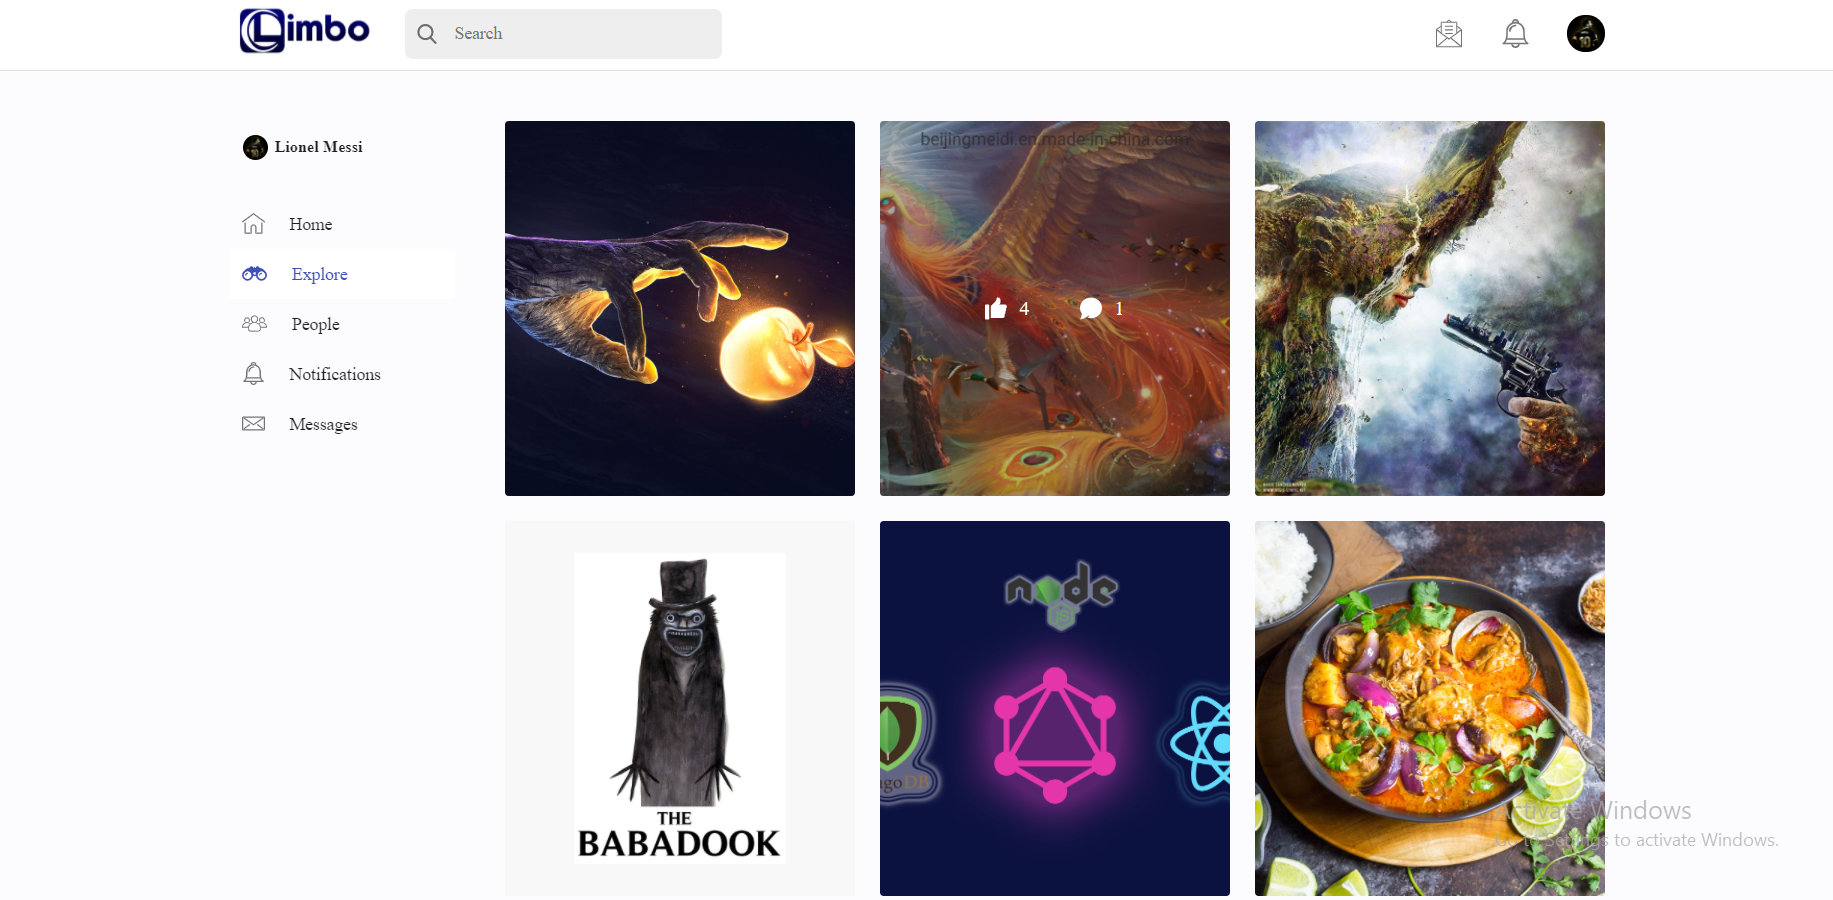 Limbo
Search
Lionel Messi
Home
Explore
People
Notifications
Messages
beijingmeidi.en.made-in-china.com
4
1
THE
BABADOOK
node
JS
goDB
Activate Windows
Go to Settings to activate Windows.